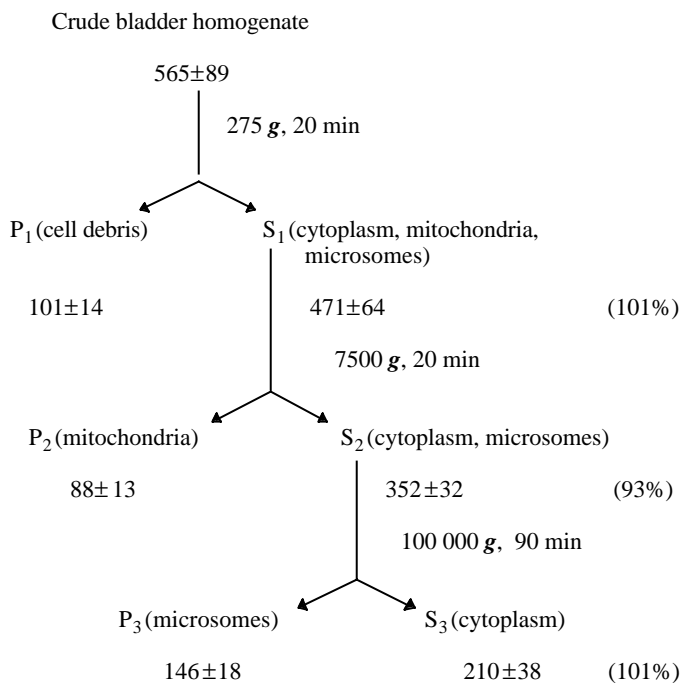 Crude bladder homogenate
565±89
275 g, 20 min
P1 (cell debris)
S1 (cytoplasm, mitochondria,
microsomes)
101±14
471±64
(101%)
7500 g, 20 min
P2 (mitochondria)
S2 (cytoplasm, microsomes)
88±13
352±32
(93%)
100 000 g, 90 min
P3 (microsomes)
S3 (cytoplasm)
146±18
210±38
(101%)